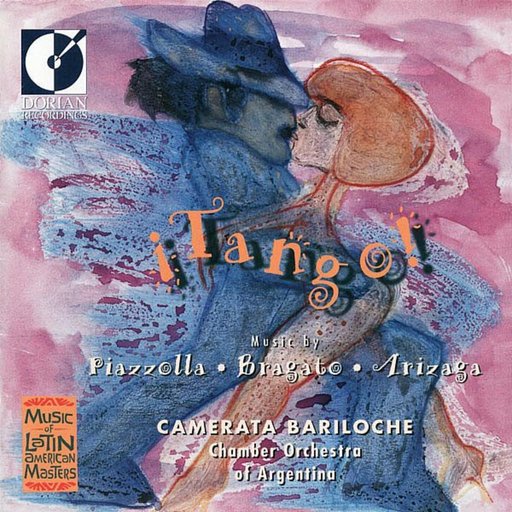 DORIAN
RECORDINGS
¡Tango!
Music by
Piazzolla • Bragato • Arizaga
CAMERATA BARILOCHE
Chamber Orchestra
of Argentina
Music
of
LATIN
AMERICAN
MASTERS